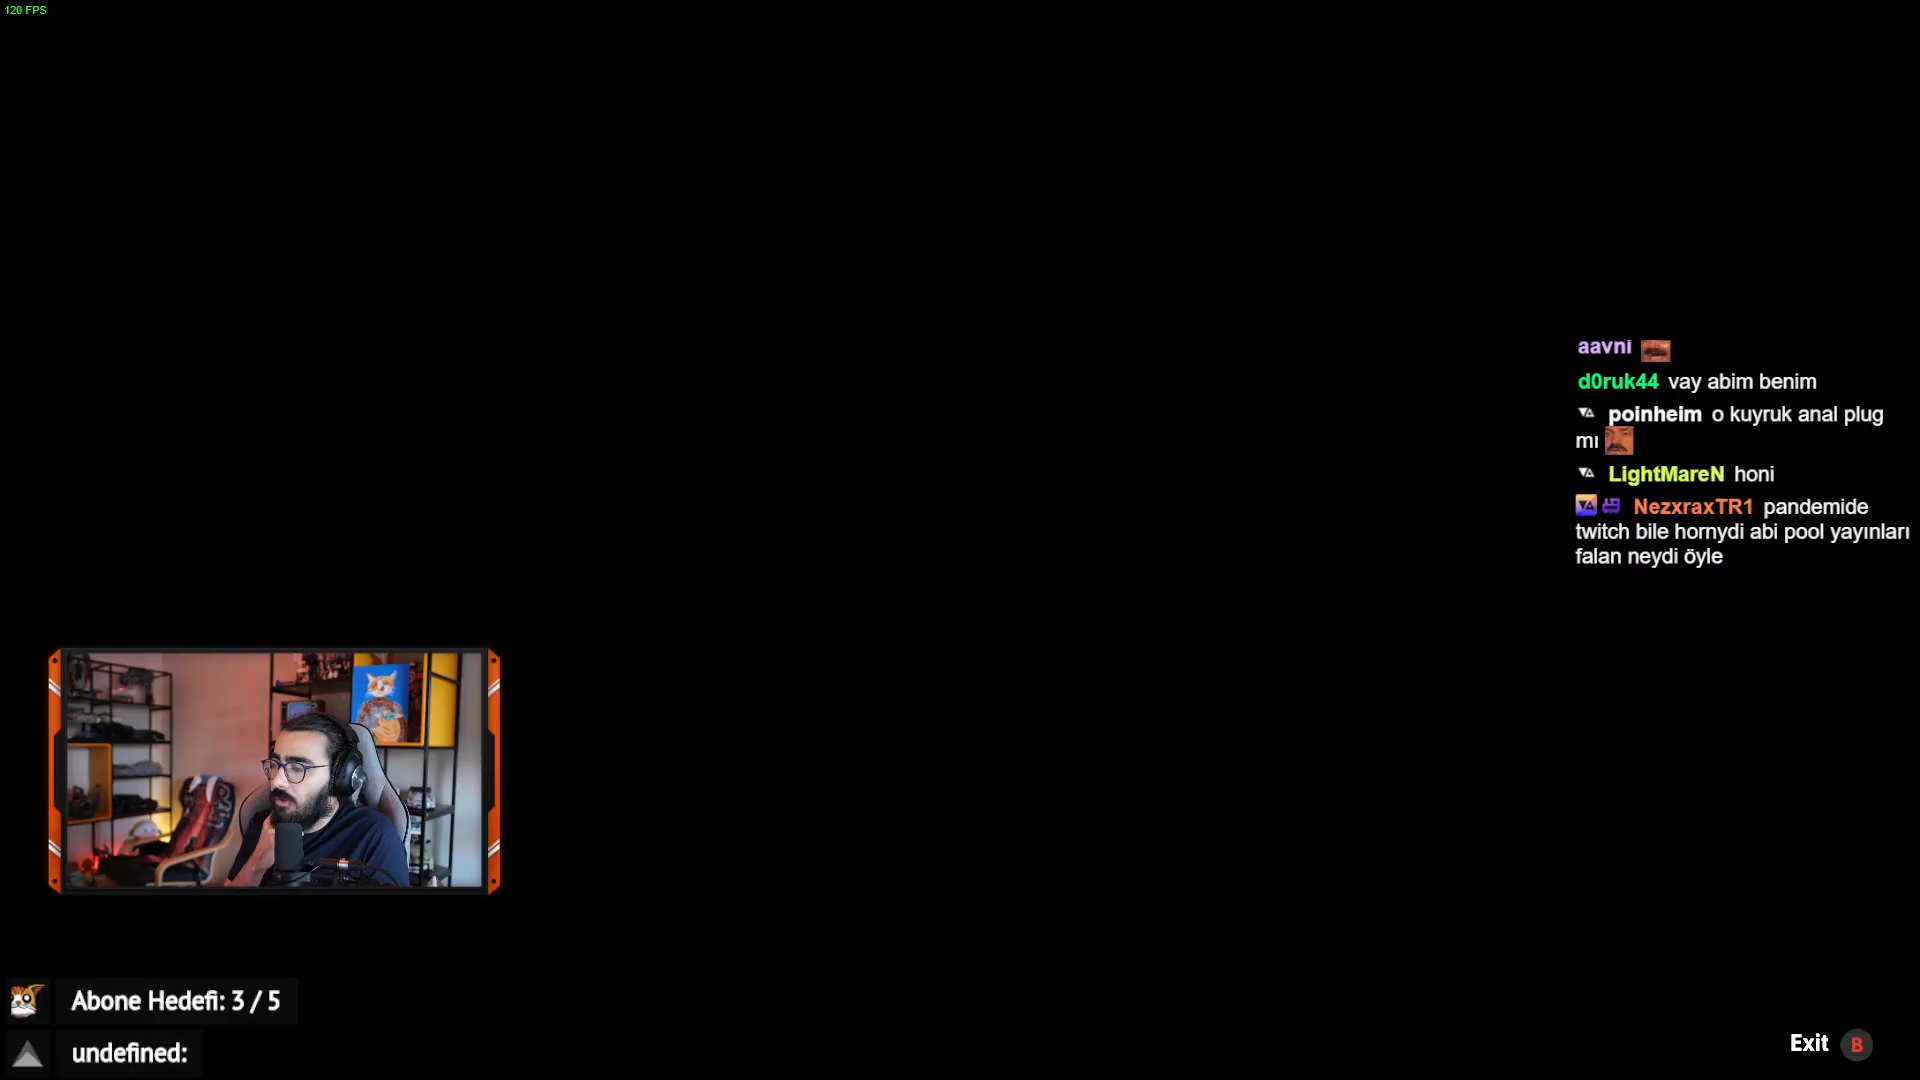 120 FPS
aavni
d0ruk44 vay abim benim
poinheim o kuyruk anal plug
mı
LightMareN honi
NezxraxTR1 pandemide
twitch bile hornydi abi pool yayınları
falan neydi öyle
Abone Hedefi: 3 / 5
undefined:
Exit B